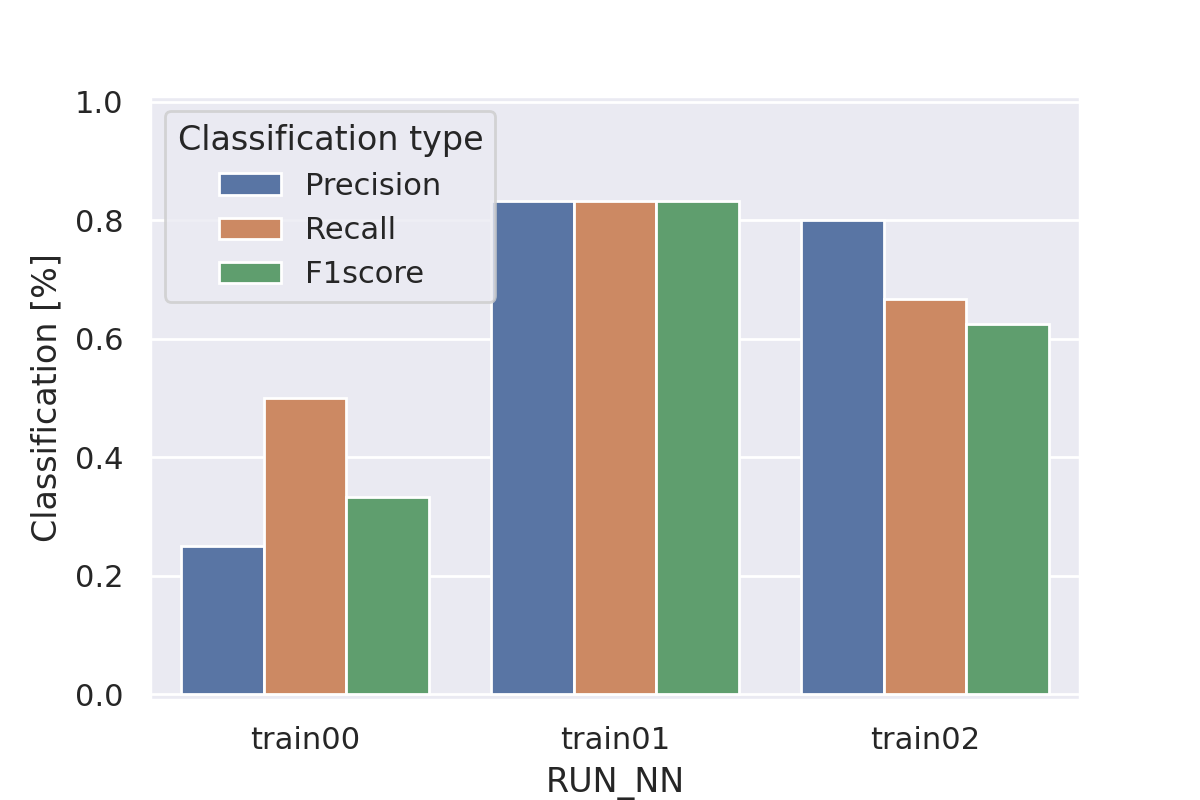 Classification type
Precision
Recall
F1score
Classification [%]
1.0
0.8
0.6
0.4
0.2
0.0
train00 train01 train02
RUN_NN